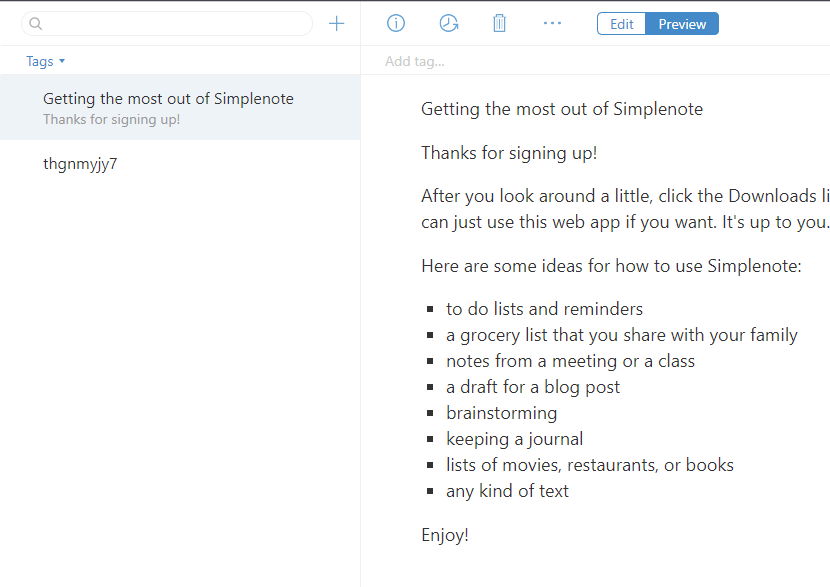 Edit Preview
Tags
Add tag...
Getting the most out of Simplenote
Thanks for signing up!
thgnmyjy7
Getting the most out of Simplenote
Thanks for signing up!
After you look around a little, click the Downloads
can just use this web app if you want. It's up to you.
Here are some ideas for how to use Simplenote:
to do lists and reminders
a grocery list that you share with your family
notes from a meeting or a class
a draft for a blog post
brainstorming
keeping a journal
lists of movies, restaurants, or books
any kind of text
Enjoy!